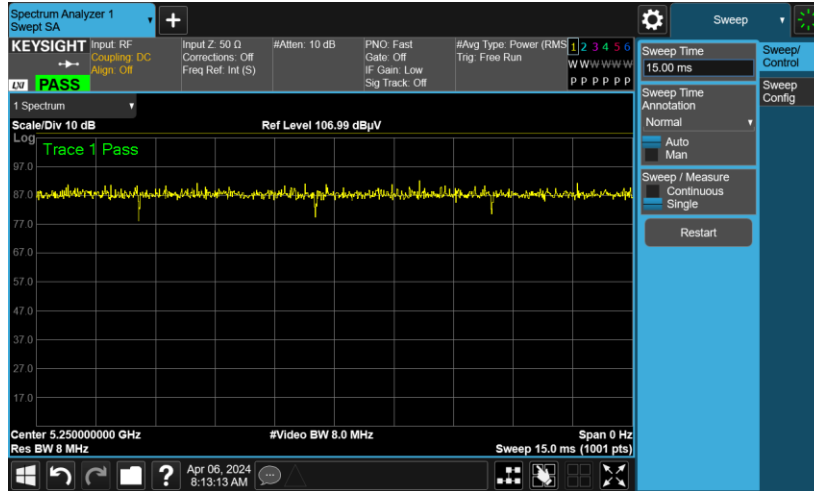 Spectrum Analyzer 1
Swept SA
+
Sweep
KEYSIGHT
Input: RF
Coupling: DC
Align: Off
Input Z: 50 Ω
Corrections: Off
Freq Ref: Int (S)
#Atten: 10 dB
PNO: Fast
Gate: Off
IF Gain: Low
Sig Track: Off
#Avg Type: Power (RMS
Trig: Free Run
1 2 3 4 5 6
W W W W W W
P P P P P P
LXI
PASS
1 Spectrum
Scale/Div 10 dB
Ref Level 106.99 dBµV
Log
Trace 1 Pass
97.0
87.0
77.0
67.0
57.0
47.0
37.0
27.0
17.0
Center 5.250000000 GHz
#Video BW 8.0 MHz
Span 0 Hz
Res BW 8 MHz
Sweep 15.0 ms (1001 pts)
?
Apr 06, 2024
8:13:13 AM
Sweep Time
15.00 ms
Sweep Time
Annotation
Normal
Auto
Man
Sweep / Measure
Continuous
Single
Restart
Sweep/
Control
Sweep
Config